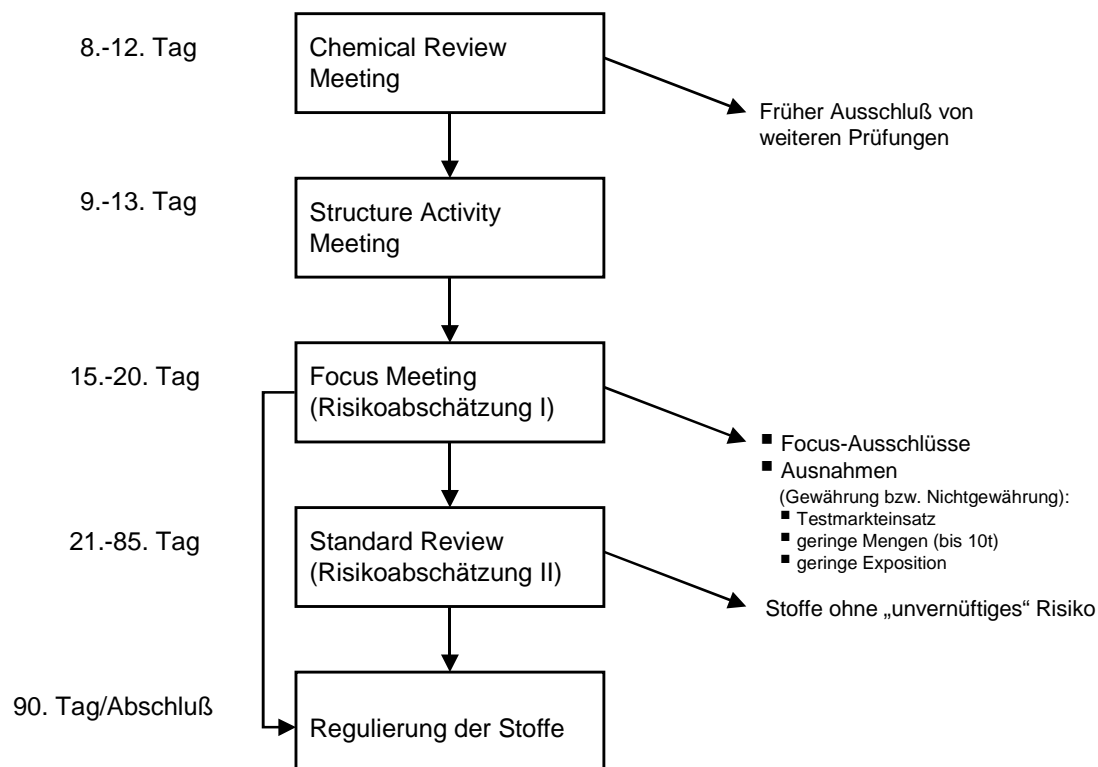 8.-12. Tag
Chemical Review
Meeting
Früher Ausschluß von
weiteren Prüfungen
9.-13. Tag
Structure Activity
Meeting
15.-20. Tag
Focus Meeting
(Risikoabschätzung I)
■ Focus-Ausschlüsse
■ Ausnahmen
(Gewährung bzw. Nichtgewährung):
■ Testmarkteinsatz
■ geringe Mengen (bis 10t)
■ geringe Exposition
21.-85. Tag
Standard Review
(Risikoabschätzung II)
Stoffe ohne „unvernüftiges“ Risiko
90. Tag/Abschluß
Regulierung der Stoffe